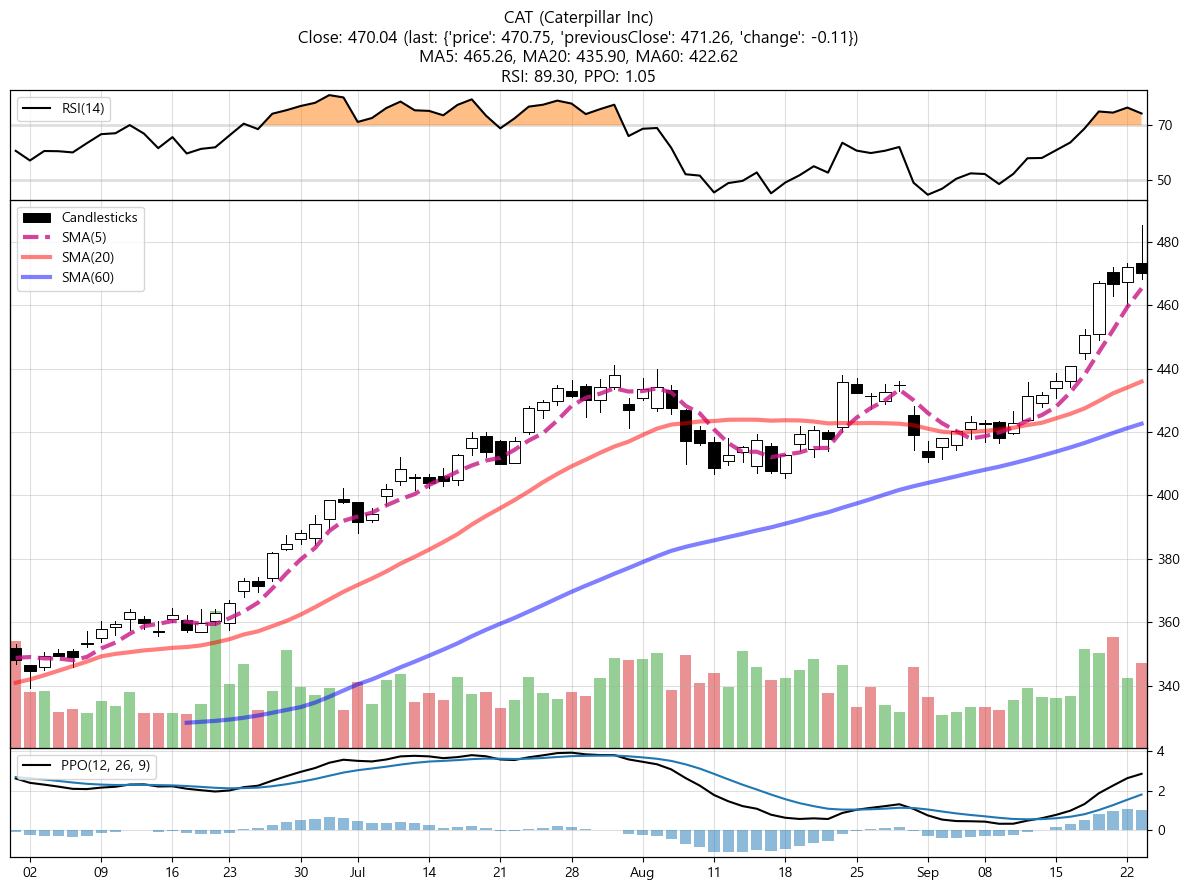 CAT (Caterpillar Inc)
Close: 470.04 (last: {'price': 470.75, 'previousClose': 471.26, 'change': -0.11})
MA5: 465.26, MA20: 435.90, MA60: 422.62
RSI: 89.30, PPO: 1.05
RSI(14)
70
50
Candlesticks
SMA(5)
SMA(20)
SMA(60)
480
460
440
420
400
380
360
340
PPO(12, 26, 9)
4
2
0
02 09 16 23 30 Jul 14 21 28 Aug 11 18 25 Sep 08 15 22